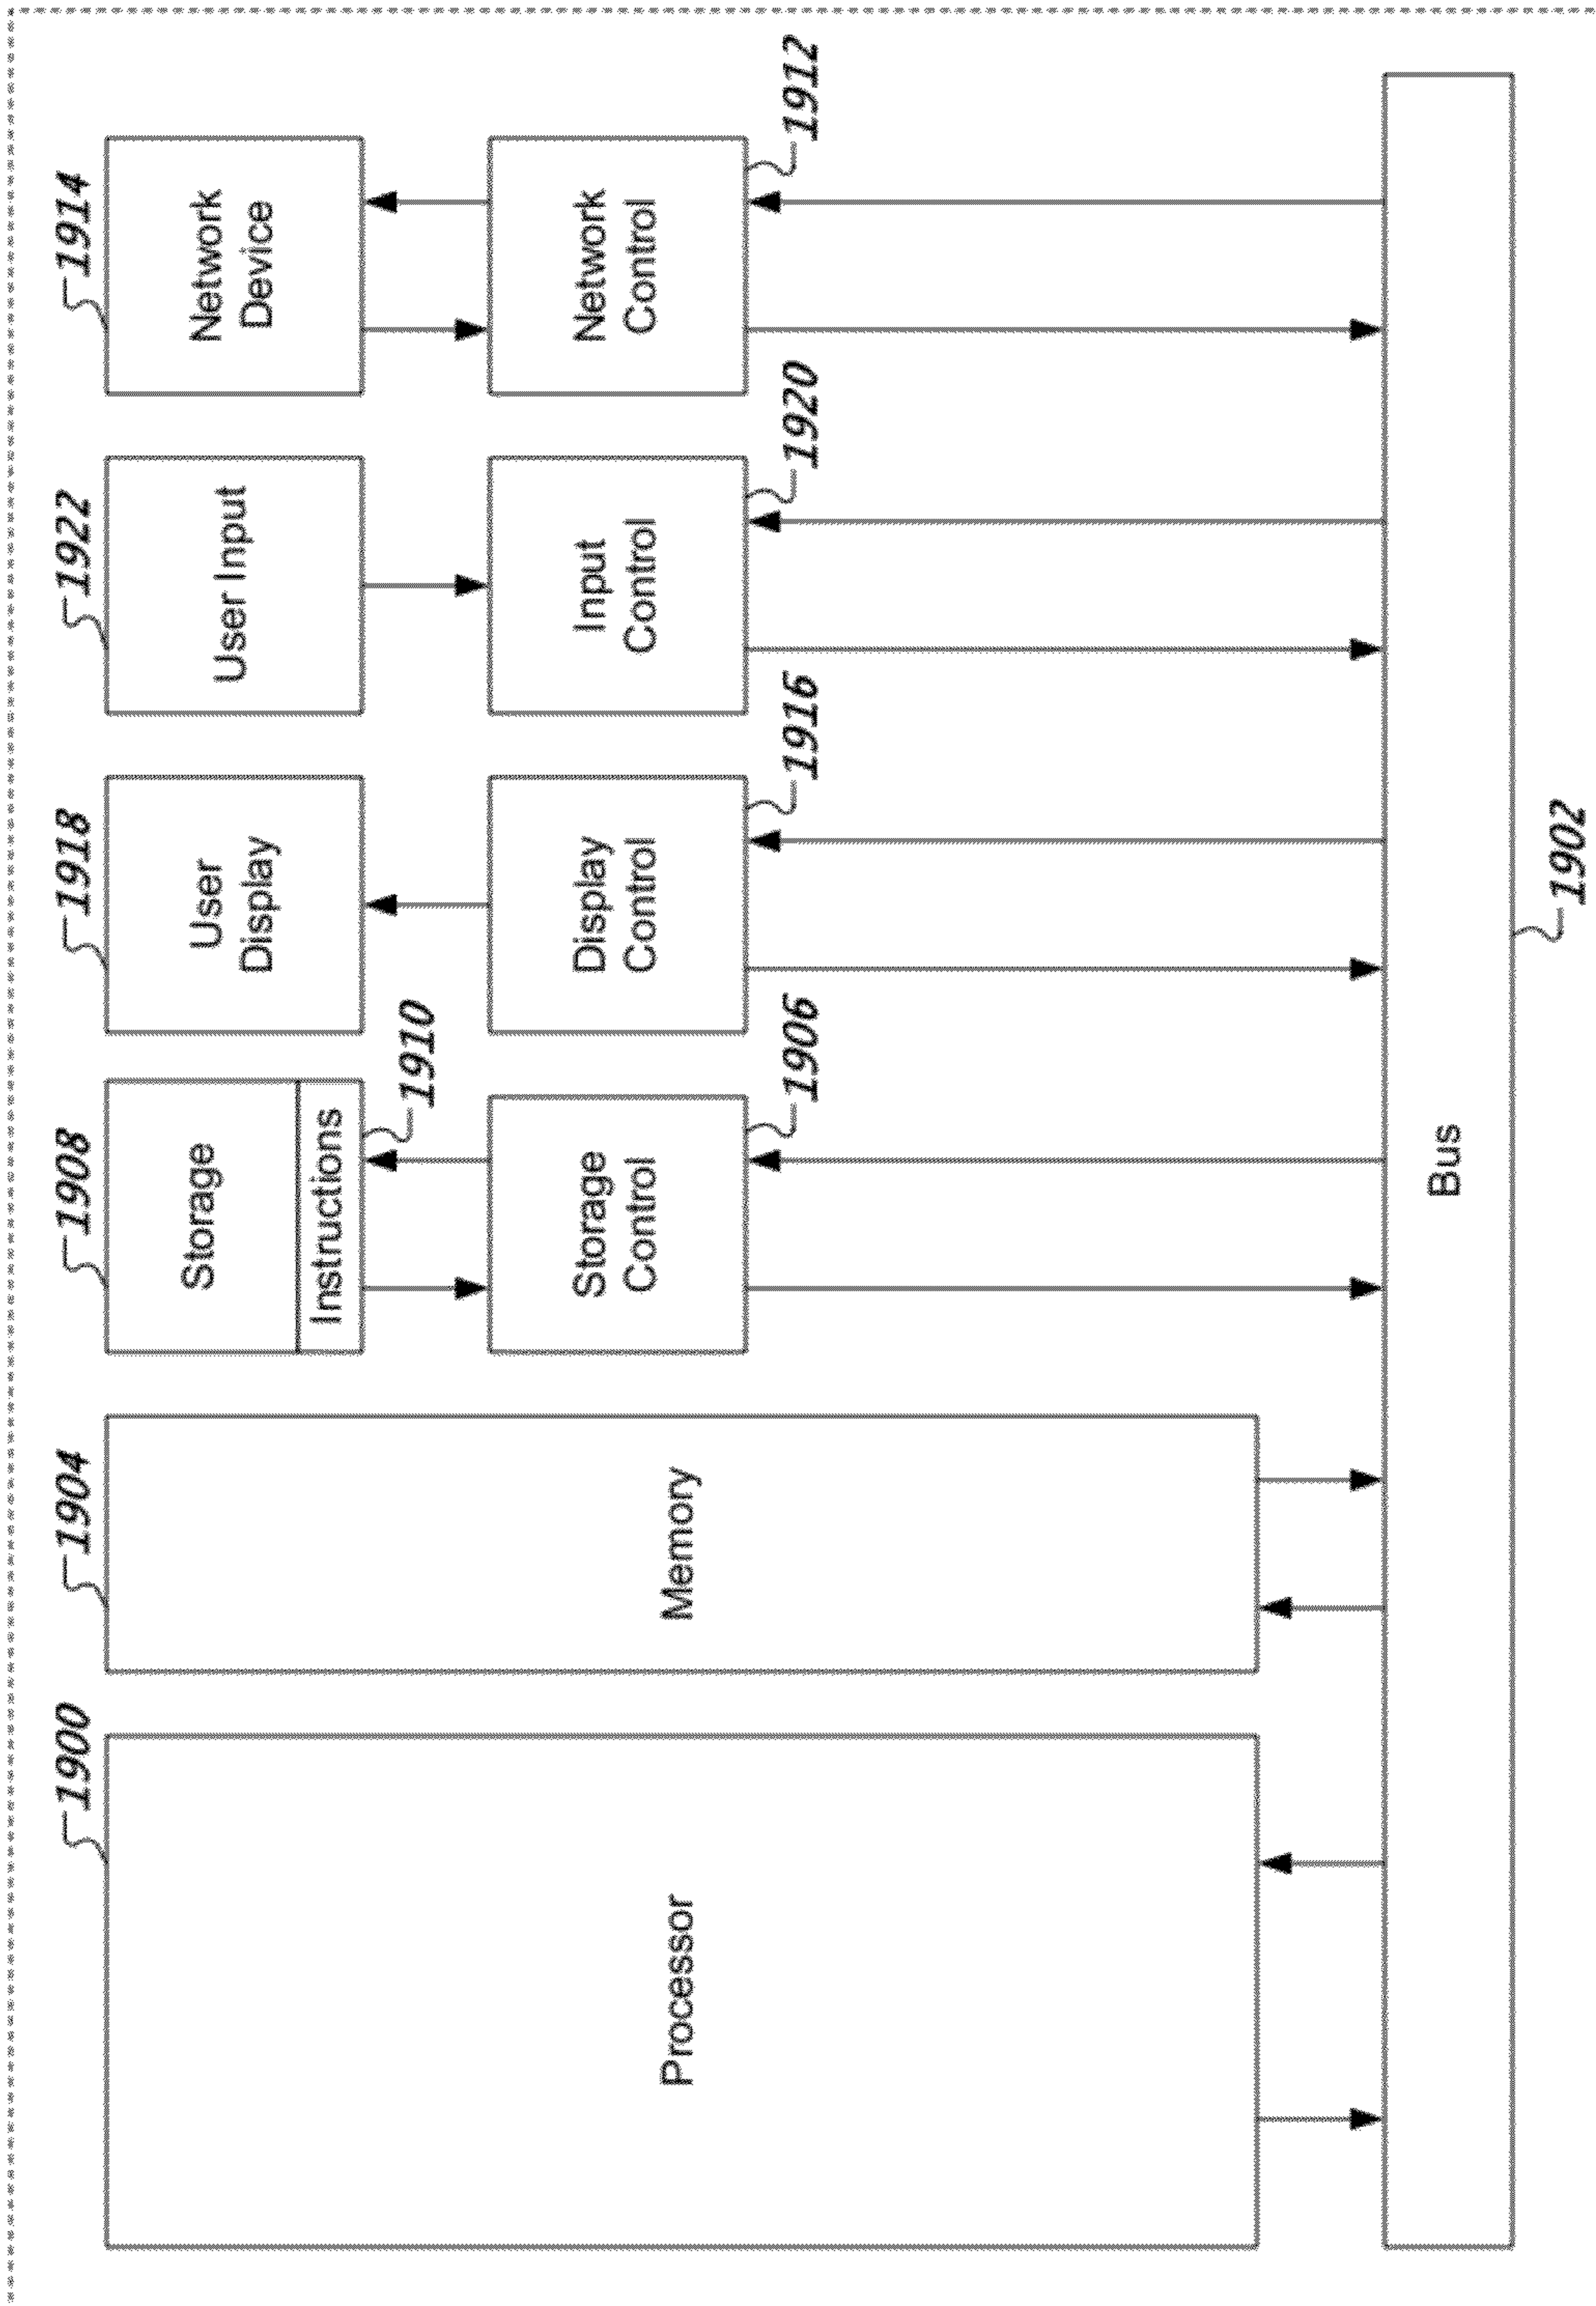 1900
1904
1908
1918
1922
1914
Processor
Memory
Storage
Instructions
1910
User
Display
User Input
Network
Device
Storage
Control
1906
Display
Control
1916
Input
Control
1920
Network
Control
1912
Bus
1902